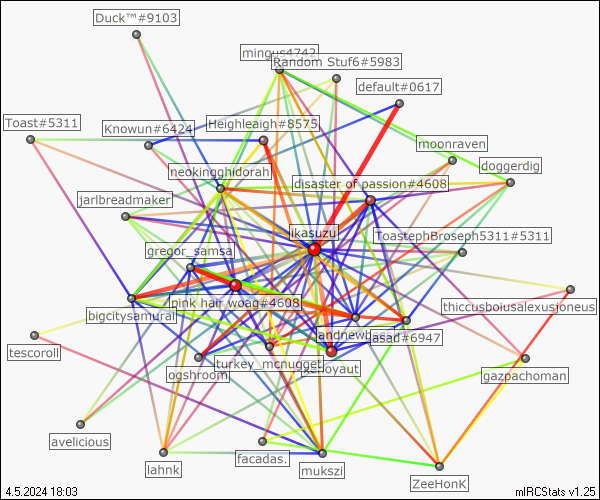 Duck™#9103
mingus4742
Random Stuf6#5983
default#0617
Toast#5311
Knowun#6424
Heighleaigh#8575
moonraven
doggerdig
neokingghidorah
disaster of passion#4608
jarlbreadmaker
ikasuzu
ToastephBroseph5311#5311
gregor_samsa
pink hair woag#4608
thiccusboiusalexusjoneus
bigcitysamurai
asad#6947
tescoroll
turkey_mcnugget
ogshroom
gazpachoman
avelicious
facadas.
lahnk
mukszi
ZeeHonK
4.5.2024 18:03
mIRCStats v1.25